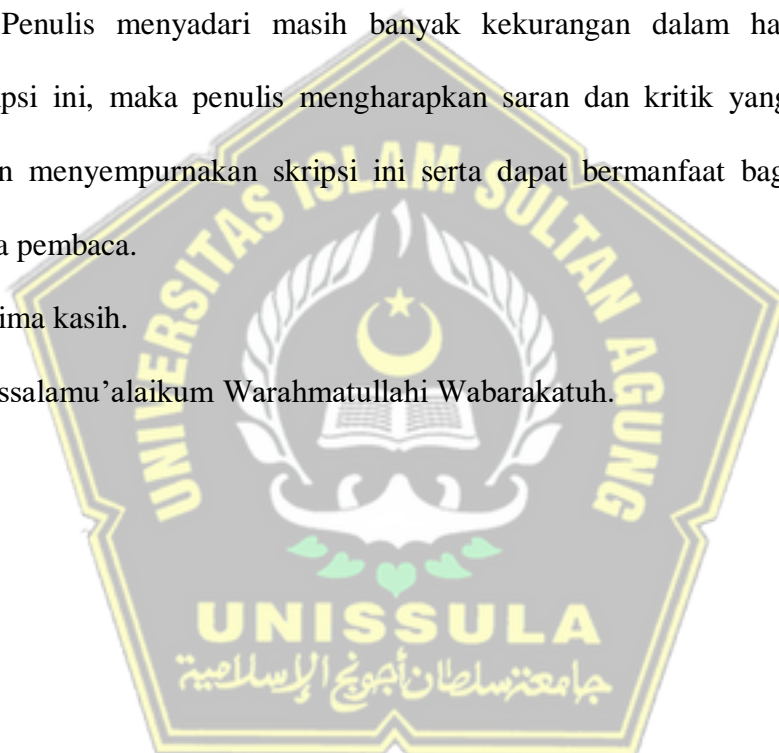 Penulis menyadari masih banyak kekurangan dalam ha
psi ini, maka penulis mengharapkan saran dan kritik yang
n menyempurnakan skripsi ini serta dapat bermanfaat bag
a pembaca.
ima kasih.
ssalamu’alaikum Warahmatullahi Wabarakatuh.
UNIVERSITAS ISLAM SULTAN AGUNG
UNISSULA
جامعة سلطان أجونج الإسلامية